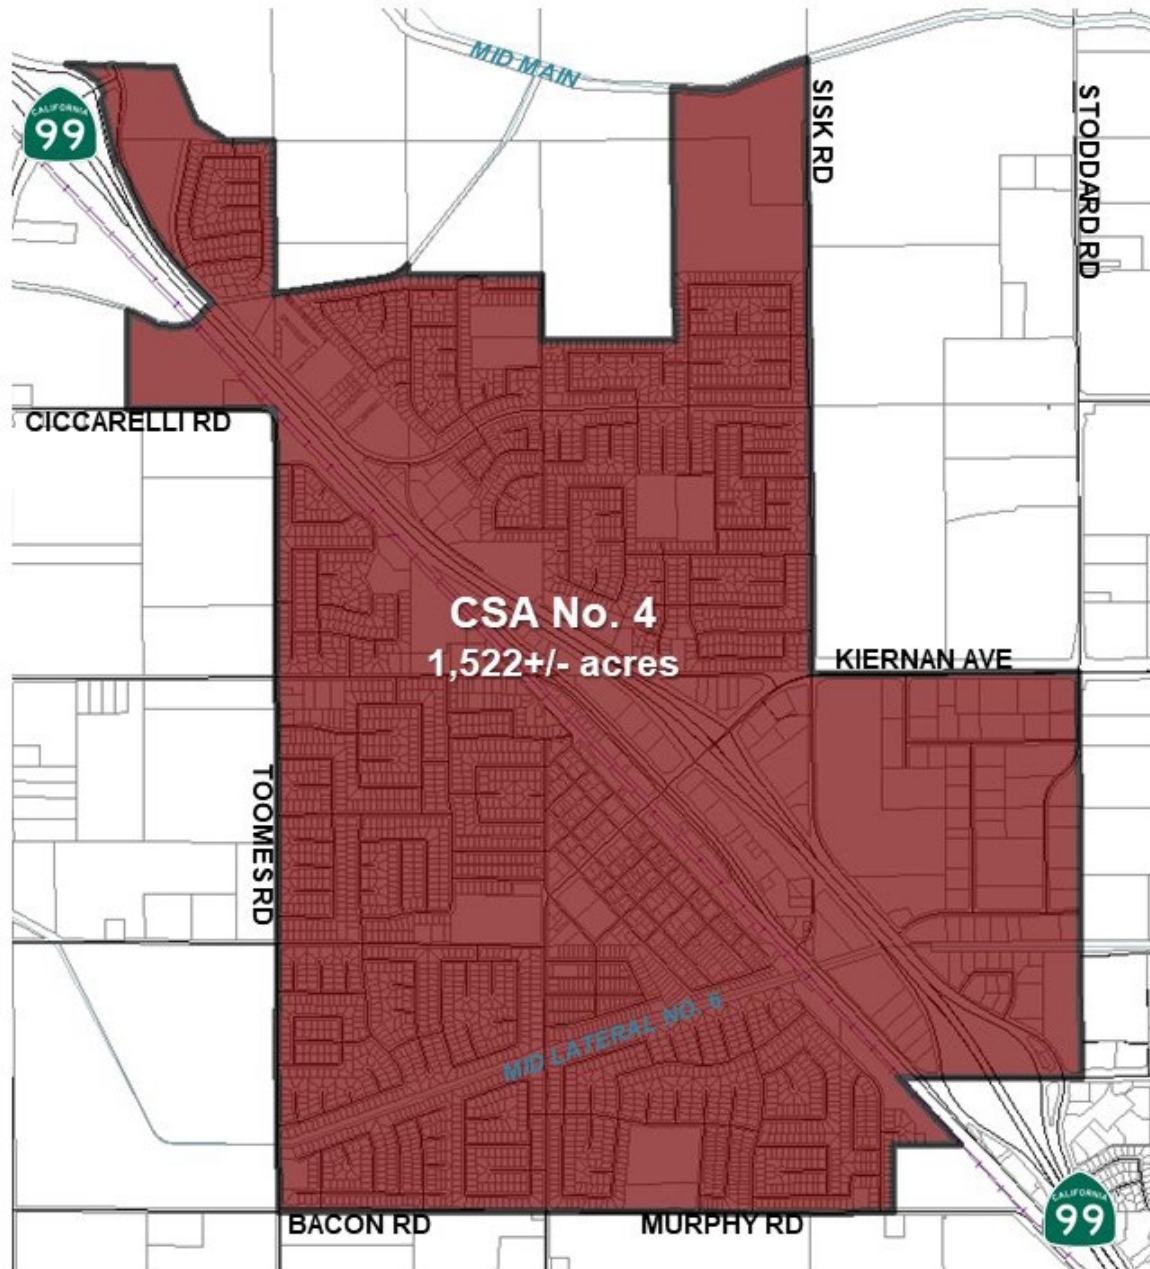 MID MAIN
CALIFORNIA
99
SISK RD
STODDARD RD
CICCARELLI RD
CSA No. 4
1,522+/- acres
KIERNAN AVE
TOOMES RD
MID LATERAL NO. 6
BACON RD
MURPHY RD
CALIFORNIA
99